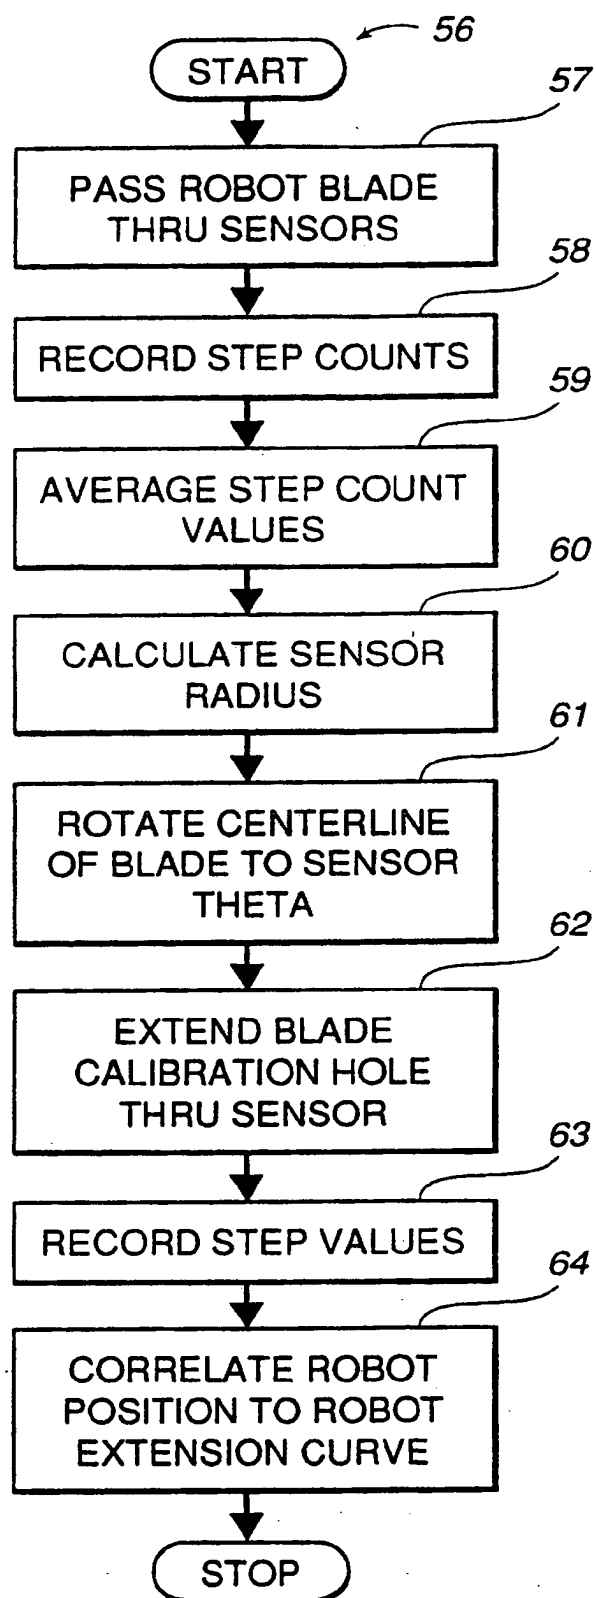 56
START
57
PASS ROBOT BLADE
THRU SENSORS
58
RECORD STEP COUNTS
59
AVERAGE STEP COUNT
VALUES
60
CALCULATE SENSOR
RADIUS
61
ROTATE CENTERLINE
OF BLADE TO SENSOR
THETA
62
EXTEND BLADE
CALIBRATION HOLE
THRU SENSOR
63
RECORD STEP VALUES
64
CORRELATE ROBOT
POSITION TO ROBOT
EXTENSION CURVE
STOP